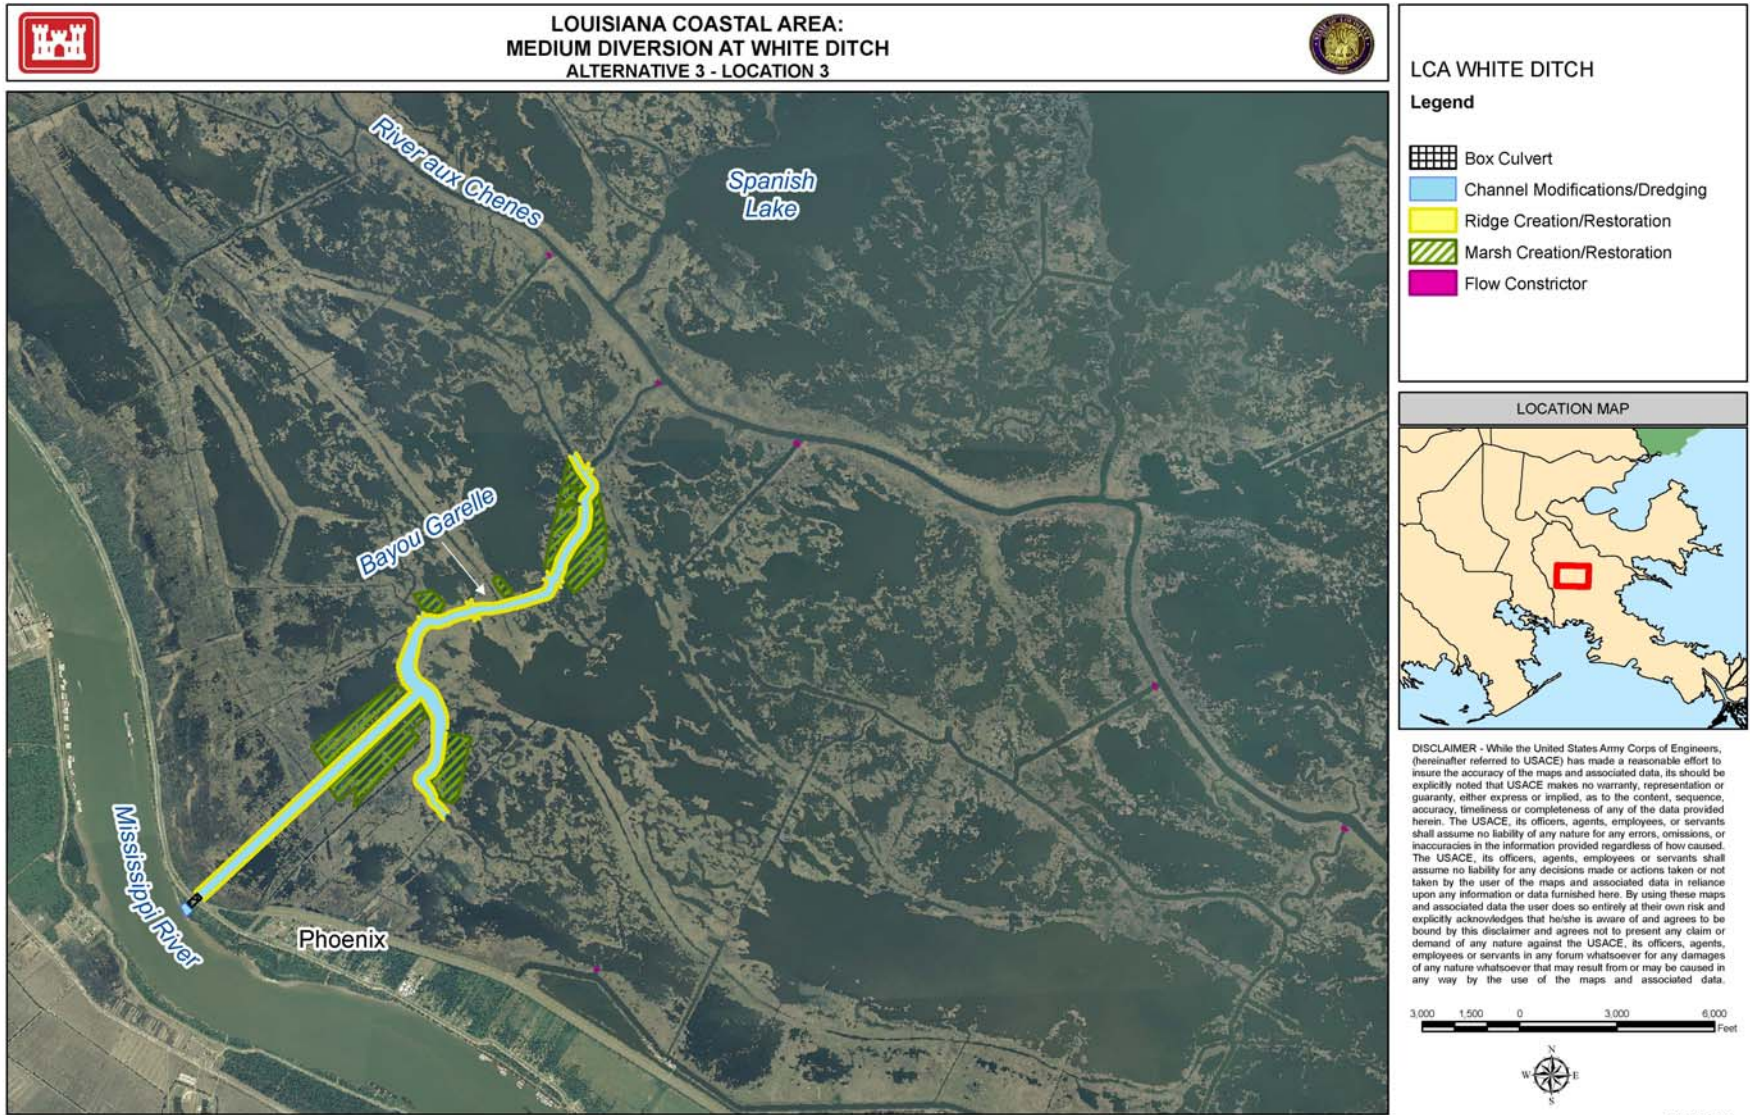 LOUISIANA COASTAL AREA:
MEDIUM DIVERSION AT WHITE DITCH
ALTERNATIVE 3 - LOCATION 3
River aux Chenes
Spanish
Lake
Bayou Garelle
Mississippi River
Phoenix
LCA WHITE DITCH
Legend
Box Culvert
Channel Modifications/Dredging
Ridge Creation/Restoration
Marsh Creation/Restoration
Flow Constrictor
LOCATION MAP
DISCLAIMER - While the United States Army Corps of Engineers,
(hereinafter referred to USACE) has made a reasonable effort to
insure the accuracy of the maps and associated data, its should be
explicitly noted that USACE makes no warranty, representation or
guaranty, either express or implied, as to the content, sequence,
accuracy, timeliness or completeness of any of the data provided
herein. The USACE, its officers, agents, employees, or servants
shall assume no liability of any nature for any errors, omissions, or
inaccuracies in the information provided regardless of how caused.
The USACE, its officers, agents, employees or servants shall
assume no liability for any decisions made or actions taken or not
taken by the user of the maps and associated data in reliance
upon any information or data furnished here. By using these maps
and associated data the user does so entirely at their own risk and
explicitly acknowledges that he/she is aware of and agrees to be
bound by this disclaimer and agrees not to present any claim or
demand of any nature against the USACE, its officers, agents,
employees or servants in any forum whatsoever for any damages
of any nature whatsoever that may result from or may be caused in
any way by the use of the maps and associated data.
3,000 1,500 0 3,000 6,000
Feet
N
W E
S